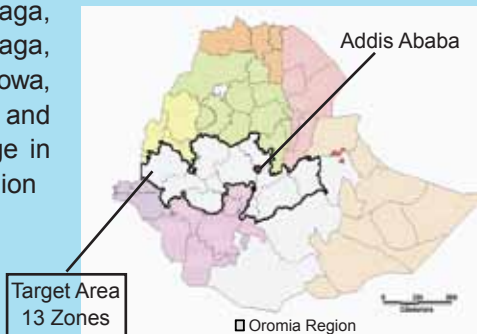 aga,
aga,
owa,
and
ge in
ion
Addis Ababa
Target Area
13 Zones
Oromia Region